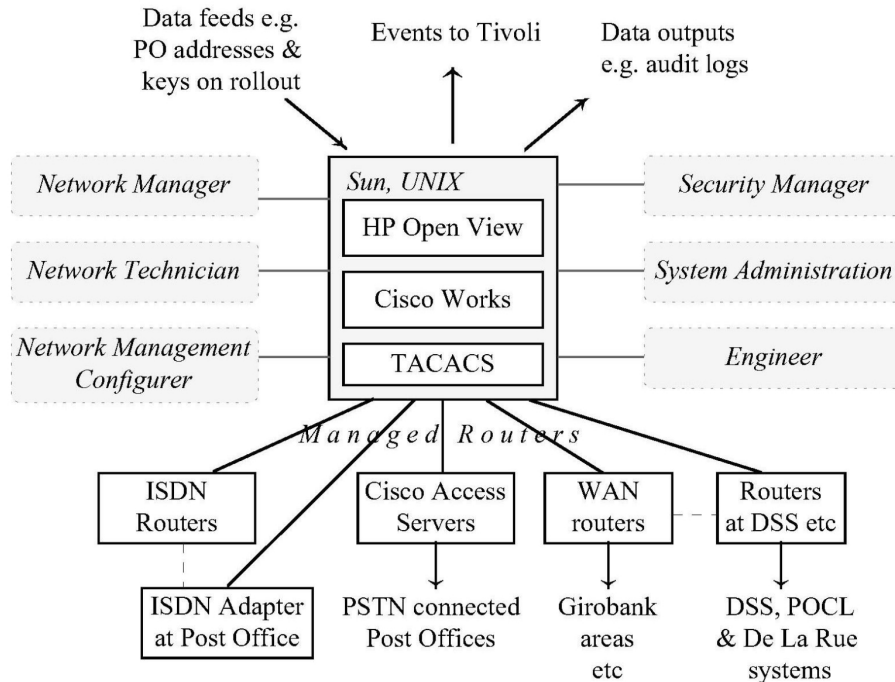 Data feeds e.g.
PO addresses &
keys on rollout
Events to Tivoli
Data outputs
e.g. audit logs
Network Manager
Sun, UNIX
Security Manager
HP Open View
Network Technician
System Administration
Cisco Works
Network Management
Configurer
TACACS
Engineer
Managed Routers
ISDN
Routers
Cisco Access
Servers
WAN
routers
Routers
at DSS etc
ISDN Adapter
at Post Office
PSTN connected
Post Offices
Girobank
areas
etc
DSS, POCL
& De La Rue
systems